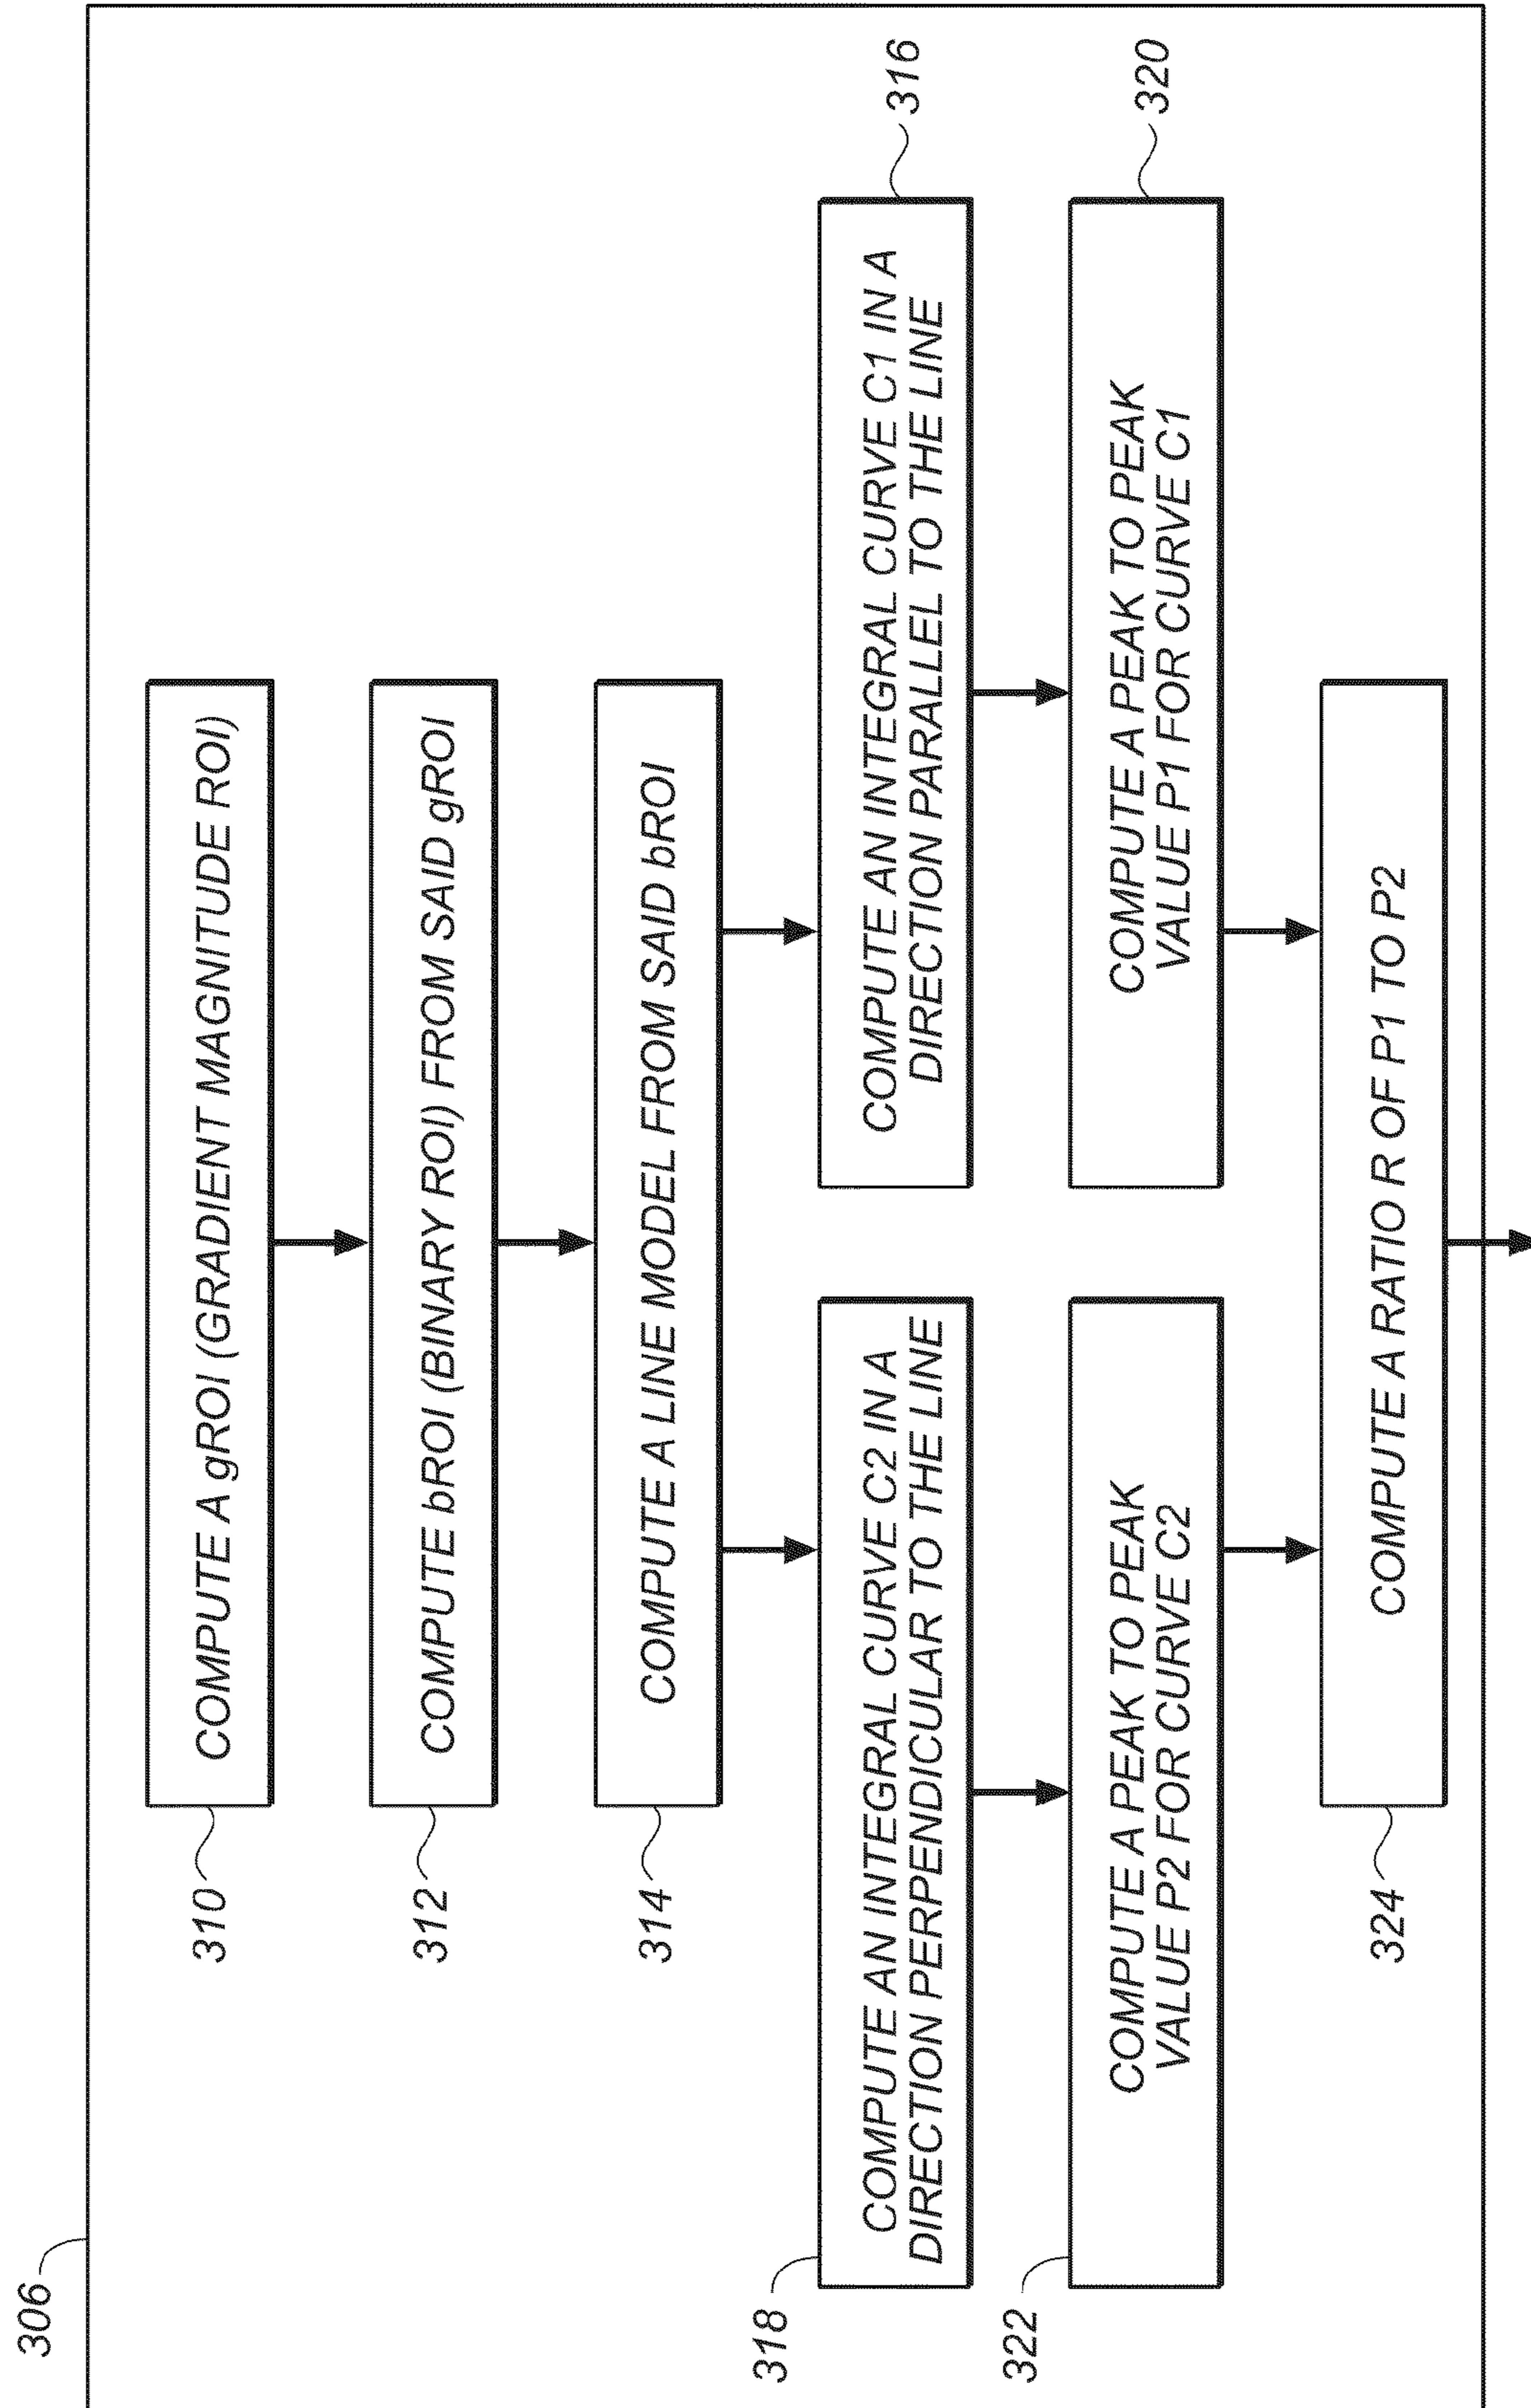 306
310
COMPUTE A gROI (GRADIENT MAGNITUDE ROI)
312
COMPUTE bROI (BINARY ROI) FROM SAID gROI
314
COMPUTE A LINE MODEL FROM SAID bROI
318
COMPUTE AN INTEGRAL CURVE C2 IN A
DIRECTION PERPENDICULAR TO THE LINE
COMPUTE AN INTEGRAL CURVE C1 IN A
DIRECTION PARALLEL TO THE LINE
316
322
COMPUTE A PEAK TO PEAK
VALUE P2 FOR CURVE C2
COMPUTE A PEAK TO PEAK
VALUE P1 FOR CURVE C1
320
324
COMPUTE A RATIO R OF P1 TO P2